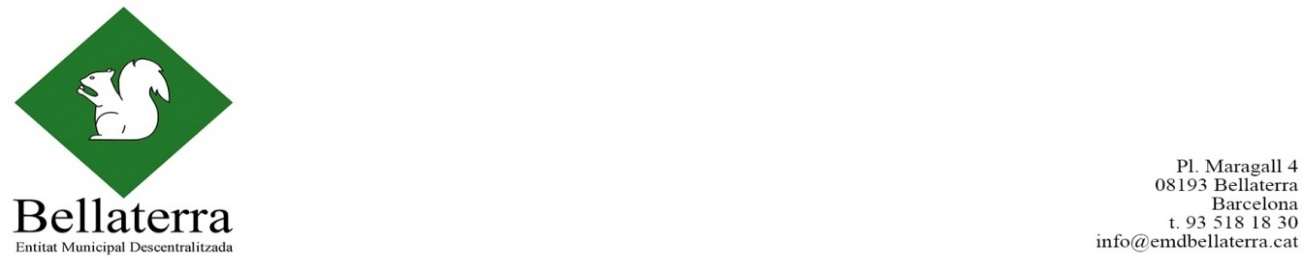 Bellaterra
Entitat Municipal Descentralitzada
Pl. Maragall 4
08193 Bellaterra
Barcelona
t. 93 518 18 30
info@emdbellaterra.cat